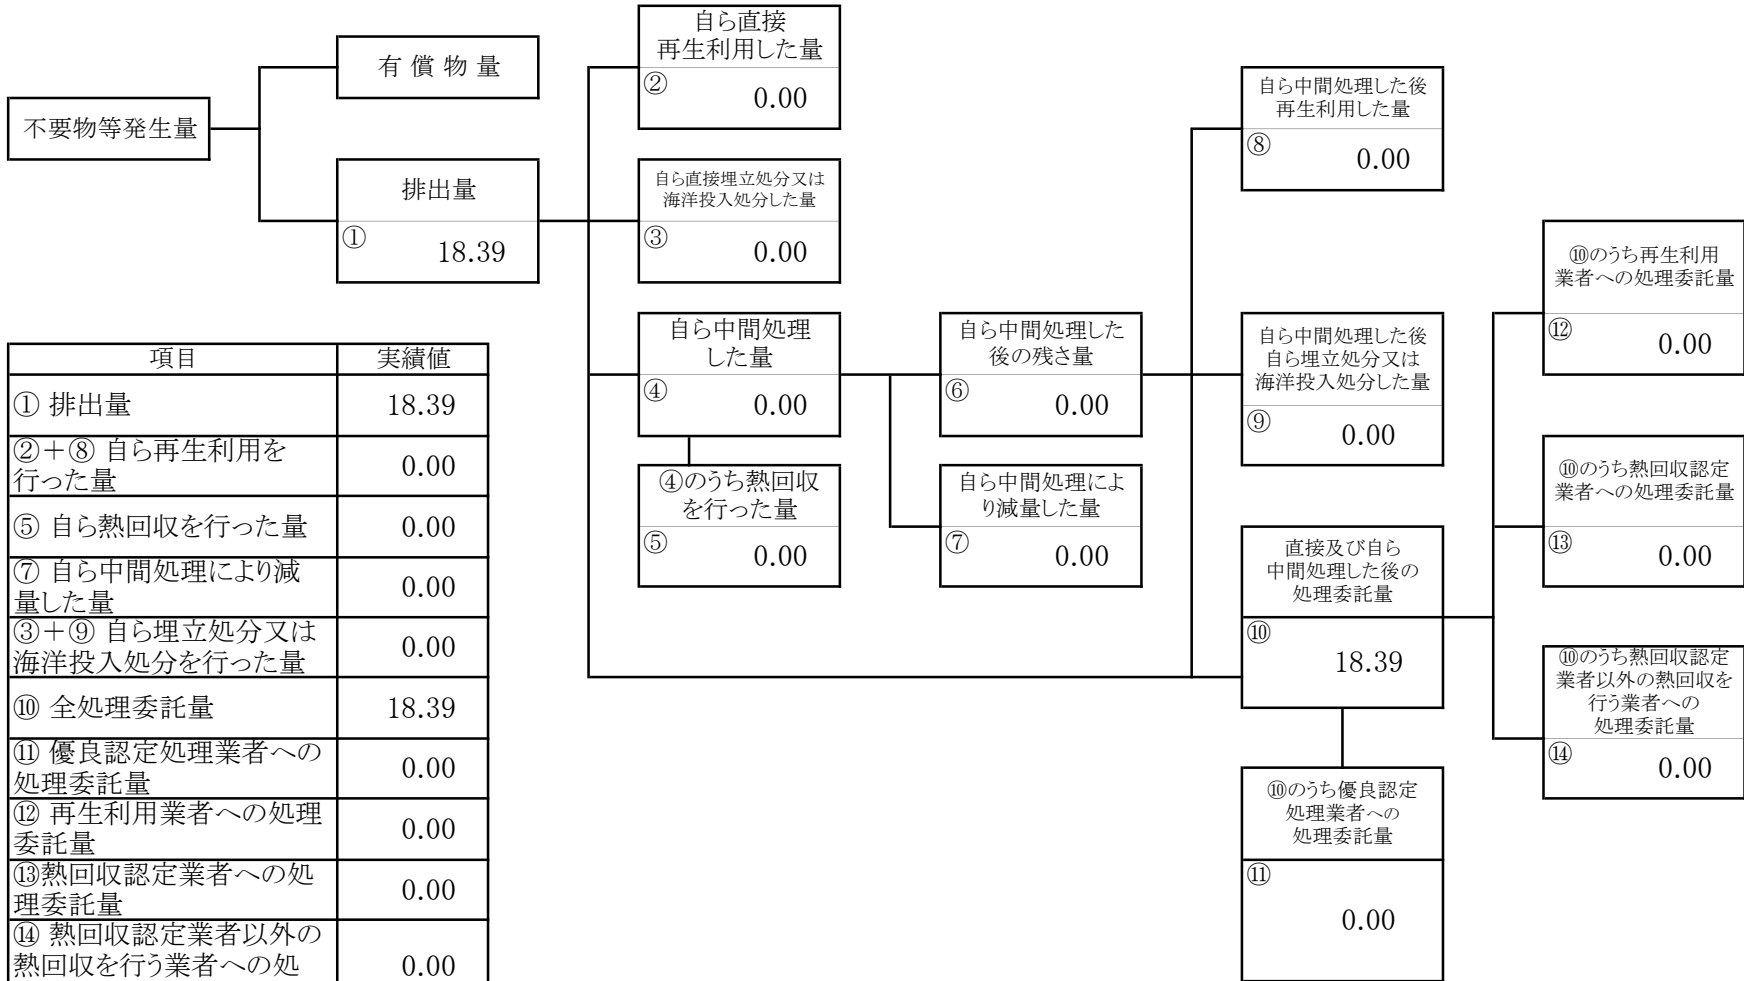 不要物等発生量
有 償 物 量
排出量
①
18.39
自ら直接
再生利用した量
②
0.00
自ら直接埋立処分又は
海洋投入処分した量
③
0.00
自ら中間処理
した量
④
0.00
④のうち熱回収
を行った量
⑤
0.00
自ら中間処理した
後の残さ量
⑥
0.00
自ら中間処理によ
り減量した量
⑦
0.00
自ら中間処理した後
再生利用した量
⑧
0.00
自ら中間処理した後
自ら埋立処分又は
海洋投入処分した量
⑨
0.00
直接及び自ら
中間処理した後の
処理委託量
⑩
18.39
⑩のうち優良認定
処理業者への
処理委託量
⑪
0.00
⑩のうち再生利用
業者への処理委託量
⑫
0.00
⑩のうち熱回収認定
業者への処理委託量
⑬
0.00
⑩のうち熱回収認定
業者以外の熱回収を
行う業者への
処理委託量
⑭
0.00
項目 実績値
① 排出量 18.39
②＋⑧ 自ら再生利用を
行った量 0.00
⑤ 自ら熱回収を行った量 0.00
⑦ 自ら中間処理により減
量した量 0.00
③＋⑨ 自ら埋立処分又は
海洋投入処分を行った量 0.00
⑩ 全処理委託量 18.39
⑪ 優良認定処理業者への
処理委託量 0.00
⑫ 再生利用業者への処理
委託量 0.00
⑬熱回収認定業者への処
理委託量 0.00
⑭ 熱回収認定業者以外の
熱回収を行う業者への処 0.00